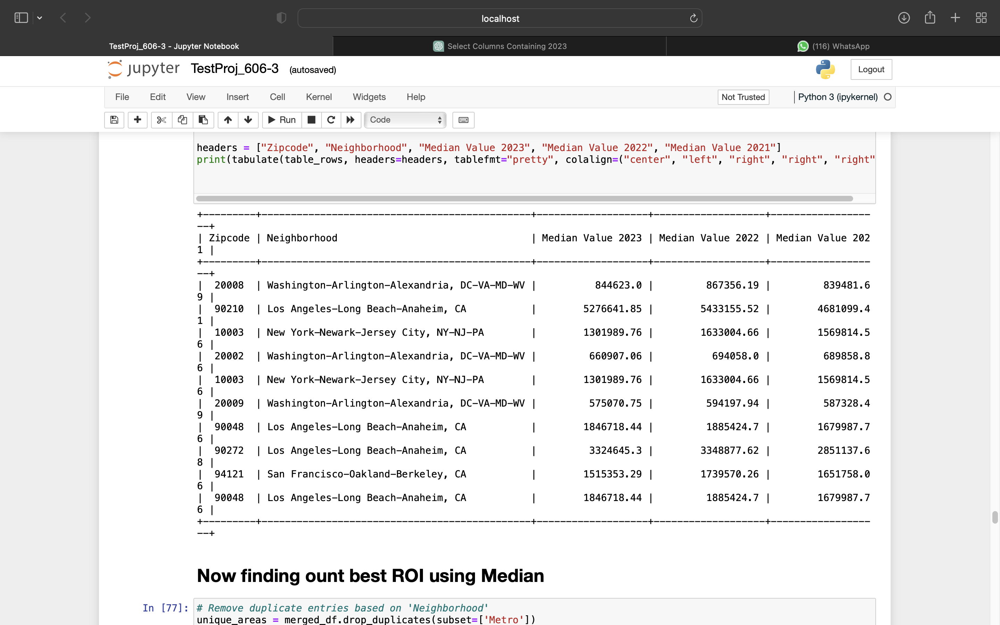 localhost
TestProj_606-3 - Jupyter Notebook
Select Columns Containing 2023
(116) WhatsApp
jupyter TestProj_606-3 (autosaved)
Logout
File Edit View Insert Cell Kernel Widgets Help
Not Trusted
Python 3 (ipykernel)
Run
Code
headers = ["Zipcode", "Neighborhood", "Median Value 2023", "Median Value 2022", "Median Value 2021"]
print(tabulate(table_rows, headers=headers, tablefmt="pretty", colalign=("center", "left", "right", "right", "right"
+---------+----------------------------------------------+-------------------+-------------------+-----------------
--+
| Zipcode | Neighborhood | Median Value 2023 | Median Value 2022 | Median Value 202
1 |
+---------+----------------------------------------------+-------------------+-------------------+-----------------
--+
| 20008 | Washington-Arlington-Alexandria, DC-VA-MD-WV | 844623.0 | 867356.19 | 839481.6
9 |
| 90210 | Los Angeles-Long Beach-Anaheim, CA | 5276641.85 | 5433155.52 | 4681099.4
1 |
| 10003 | New York-Newark-Jersey City, NY-NJ-PA | 1301989.76 | 1633004.66 | 1569814.5
6 |
| 20002 | Washington-Arlington-Alexandria, DC-VA-MD-WV | 660907.06 | 694058.0 | 689858.8
6 |
| 10003 | New York-Newark-Jersey City, NY-NJ-PA | 1301989.76 | 1633004.66 | 1569814.5
6 |
| 20009 | Washington-Arlington-Alexandria, DC-VA-MD-WV | 575070.75 | 594197.94 | 587328.4
9 |
| 90048 | Los Angeles-Long Beach-Anaheim, CA | 1846718.44 | 1885424.7 | 1679987.7
6 |
| 90272 | Los Angeles-Long Beach-Anaheim, CA | 3324645.3 | 3348877.62 | 2851137.6
8 |
| 94121 | San Francisco-Oakland-Berkeley, CA | 1515353.29 | 1739570.26 | 1651758.0
6 |
| 90048 | Los Angeles-Long Beach-Anaheim, CA | 1846718.44 | 1885424.7 | 1679987.7
6 |
+---------+----------------------------------------------+-------------------+-------------------+-----------------
--+
Now finding ount best ROI using Median
In [77]: # Remove duplicate entries based on 'Neighborhood'
unique_areas = merged_df.drop_duplicates(subset=['Metro'])